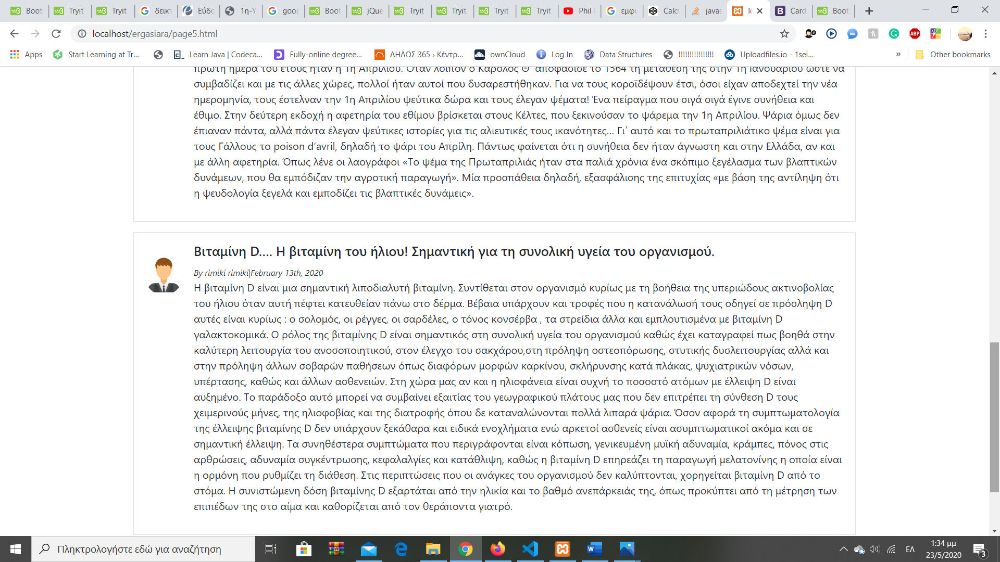 Boot
Tryit
Tryit
δεικτ
Εύδο
1η-Υ
goog
Boot
jQue
Tryit
Tryit
Tryit
Tryit
Phil
εμφο
Calcu
javas
Card
Boot
localhost/ergasiara/page5.html
Apps
Start Learning at Tr...
Learn Java | Codeca...
Fully-online degree...
ΔΗΛΟΣ 365 › Κέντρ...
ownCloud
Log In
Data Structures
!!!!!!!!!!!!!!!!
Uploadfiles.io - 1sei...
»
Other bookmarks
πρώτη ημέρα του έτους ήταν η 1η Απριλίου. Όταν λοιπόν ο Κάρολος Θ΄ αποφάσισε το 1564 τη μετάθεσή της στην 1η Ιανουαρίου ώστε να
συμβαδίζει και με τις άλλες χώρες, πολλοί ήταν αυτοί που δυσαρεστήθηκαν. Για να τους κοροϊδέψουν έτσι, όσοι είχαν αποδεχτεί την νέα
ημερομηνία, τους έστελναν την 1η Απριλίου ψεύτικα δώρα και τους έλεγαν ψέματα! Ένα πείραγμα που σιγά σιγά έγινε συνήθεια και
έθιμο. Στην δεύτερη εκδοχή η αφετηρία του εθίμου βρίσκεται στους Κέλτες, που ξεκινούσαν το ψάρεμα την 1η Απριλίου. Ψάρια όμως δεν
έπιαναν πάντα, αλλά πάντα έλεγαν ψεύτικες ιστορίες για τις αλιευτικές τους ικανότητες... Γι΄ αυτό και το πρωταπριλιάτικο ψέμα είναι για
τους Γάλλους το poison d'avril, δηλαδή το ψάρι του Απρίλη. Πάντως φαίνεται ότι η συνήθεια δεν ήταν άγνωστη και στην Ελλάδα, αν και
με άλλη αφετηρία. Όπως λένε οι λαογράφοι «Το ψέμα της Πρωταπριλιάς ήταν στα παλιά χρόνια ένα σκόπιμο ξεγέλασμα των βλαπτικών
δυνάμεων, που θα εμπόδιζαν την αγροτική παραγωγή». Μία προσπάθεια δηλαδή, εξασφάλισης της επιτυχίας «με βάση της αντίληψη ότι
η ψευδολογία ξεγελά και εμποδίζει τις βλαπτικές δυνάμεις».
Βιταμίνη D.... Η βιταμίνη του ήλιου! Σημαντική για τη συνολική υγεία του οργανισμού.
By rimiki rimiki|February 13th, 2020
Η βιταμίνη D είναι μια σημαντική λιποδιαλυτή βιταμίνη. Συντίθεται στον οργανισμό κυρίως με τη βοήθεια της υπεριώδους ακτινοβολίας
του ήλιου όταν αυτή πέφτει κατευθείαν πάνω στο δέρμα. Βέβαια υπάρχουν και τροφές που η κατανάλωσή τους οδηγεί σε πρόσληψη D
αυτές είναι κυρίως : ο σολομός, οι ρέγγες, οι σαρδέλες, ο τόνος κονσέρβα , τα στρείδια άλλα και εμπλουτισμένα με βιταμίνη D
γαλακτοκομικά. Ο ρόλος της βιταμίνης D είναι σημαντικός στη συνολική υγεία του οργανισμού καθώς έχει καταγραφεί πως βοηθά στην
καλύτερη λειτουργία του ανοσοποιητικού, στον έλεγχο του σακχάρου,στη πρόληψη οστεοπόρωσης, στυτικής δυσλειτουργίας αλλά και
στην πρόληψη άλλων σοβαρών παθήσεων όπως διαφόρων μορφών καρκίνου, σκλήρυνσης κατά πλάκας, ψυχιατρικών νόσων,
υπέρτασης, καθώς και άλλων ασθενειών. Στη χώρα μας αν και η ηλιοφάνεια είναι συχνή το ποσοστό ατόμων με έλλειψη D είναι
αυξημένο. Το παράδοξο αυτό μπορεί να συμβαίνει εξαιτίας του γεωγραφικού πλάτους μας που δεν επιτρέπει τη σύνθεση D τους
χειμερινούς μήνες, της ηλιοφοβίας και της διατροφής όπου δε καταναλώνονται πολλά λιπαρά ψάρια. Όσον αφορά τη συμπτωματολογία
της έλλειψης βιταμίνης D δεν υπάρχουν ξεκάθαρα και ειδικά ενοχλήματα ενώ αρκετοί ασθενείς είναι ασυμπτωματικοί ακόμα και σε
σημαντική έλλειψη. Τα συνηθέστερα συμπτώματα που περιγράφονται είναι κόπωση, γενικευμένη μυϊκή αδυναμία, κράμπες, πόνος στις
αρθρώσεις, αδυναμία συγκέντρωσης, κεφαλαλγίες και κατάθλιψη, καθώς η βιταμίνη D επηρεάζει τη παραγωγή μελατονίνης η οποία είναι
η ορμόνη που ρυθμίζει τη διάθεση. Στις περιπτώσεις που οι ανάγκες του οργανισμού δεν καλύπτονται, χορηγείται βιταμίνη D από το
στόμα. Η συνιστώμενη δόση βιταμίνης D εξαρτάται από την ηλικία και το βαθμό ανεπάρκειάς της, όπως προκύπτει από τη μέτρηση των
επιπέδων της στο αίμα και καθορίζεται από τον θεράποντα γιατρό.
Πληκτρολογήστε εδώ για αναζήτηση
ΕΛ
1:34 μμ
23/5/2020
3